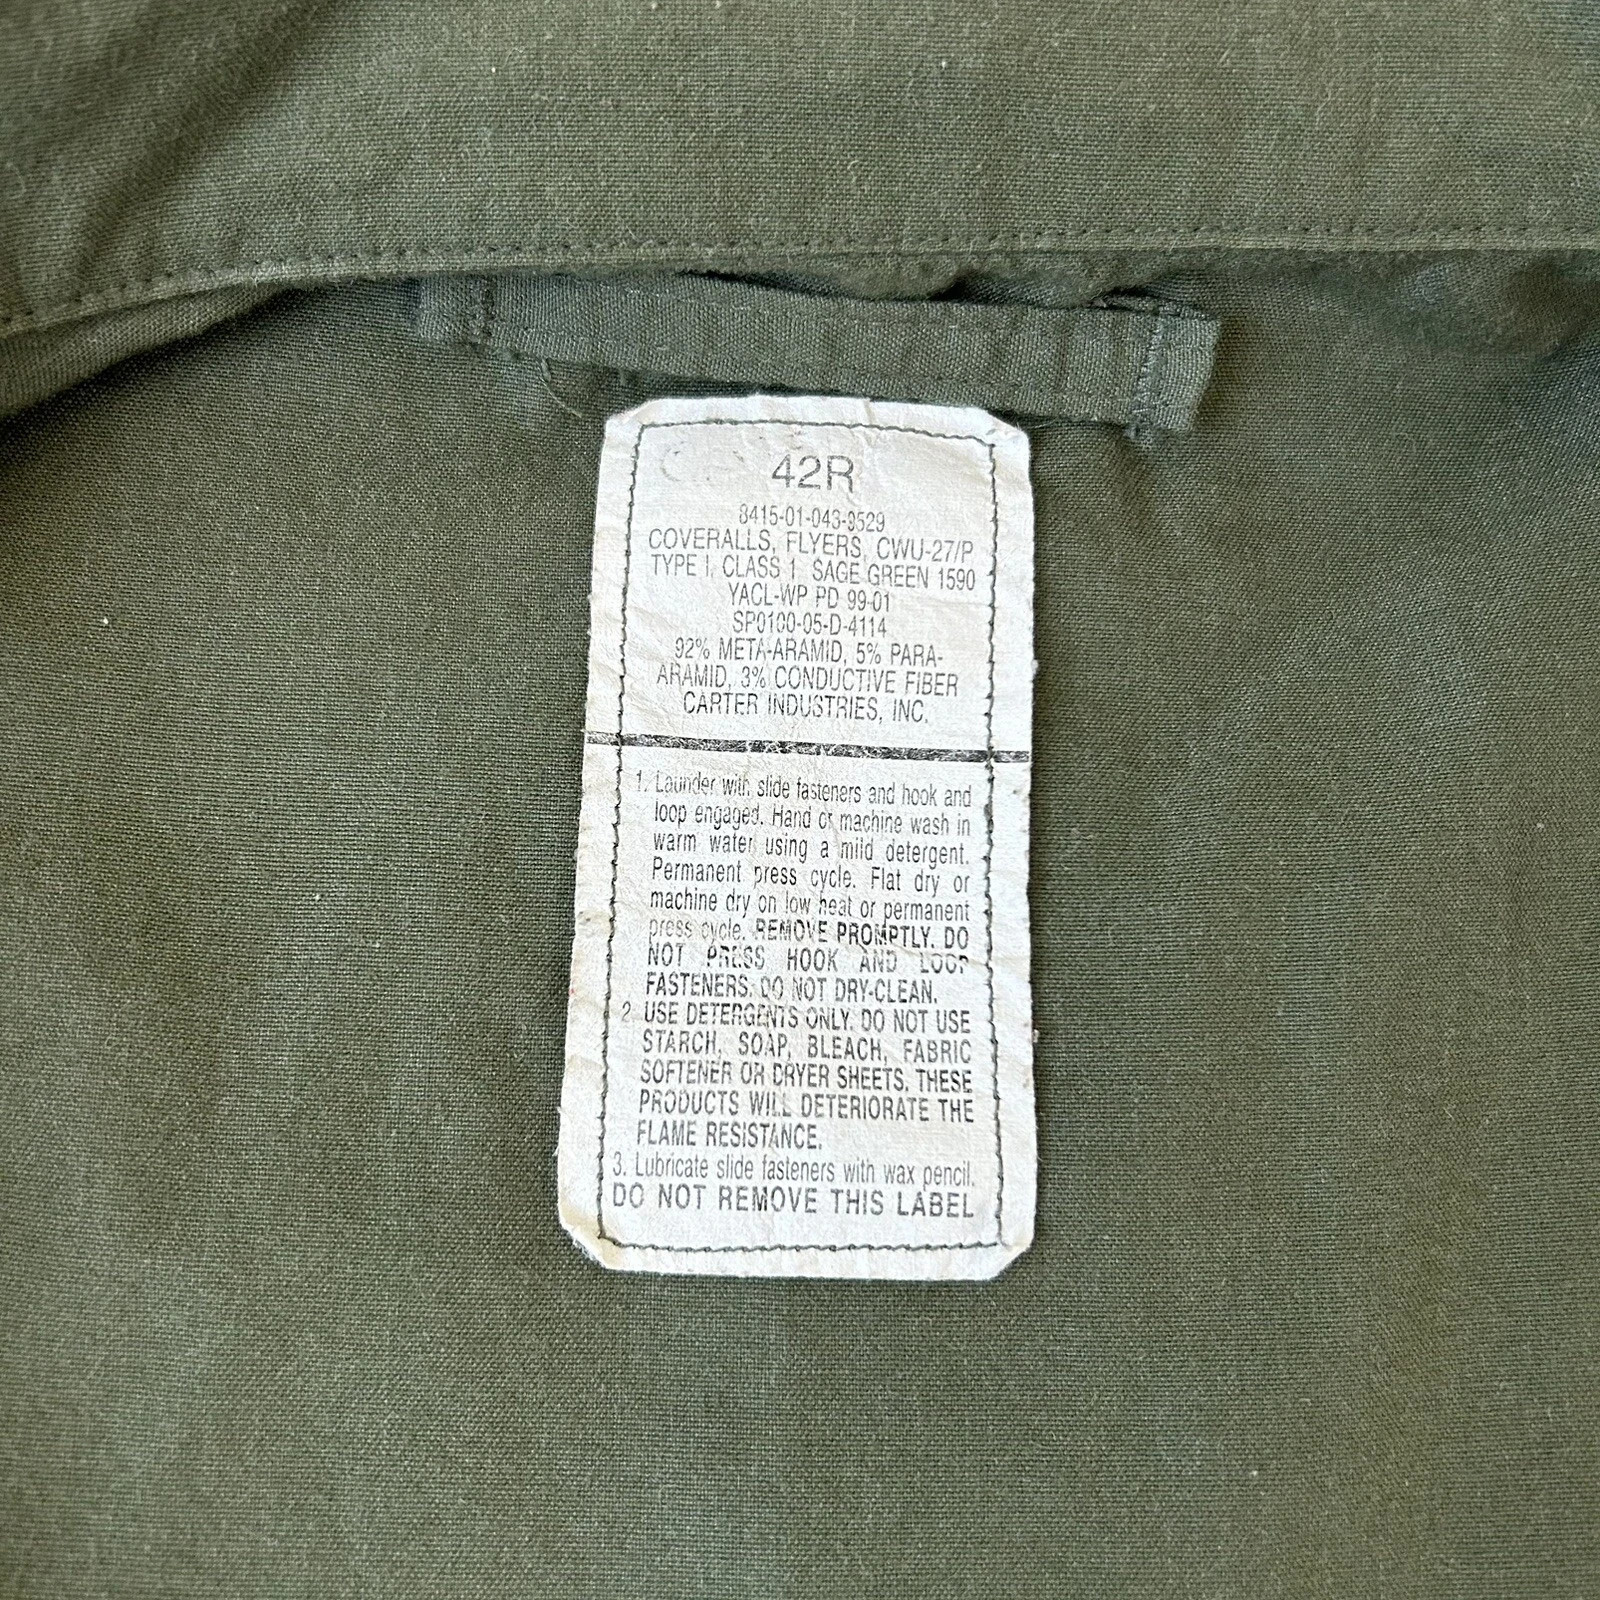 42R
8415-01-043-9529
COVERALLS, FLYERS, CWU-27/P
TYPE I, CLASS 1, SAGE GREEN 1590
YACL-WP PD 99-01
SP0100-05-D-4114
92% META-ARAMID, 5% PARA-
ARAMID, 3% CONDUCTIVE FIBER
CARTER INDUSTRIES, INC.
1. Launder with slide fasteners and hook and
loop engaged. Hand or machine wash in
warm water using a mild detergent.
Permanent press cycle. Flat dry or
machine dry on low heat or permanent
press cycle. REMOVE PROMPTLY. DO
NOT PRESS HOOK AND LOOP
FASTENERS. DO NOT DRY-CLEAN.
2. USE DETERGENTS ONLY. DO NOT USE
STARCH, SOAP, BLEACH, FABRIC
SOFTENER OR DRYER SHEETS. THESE
PRODUCTS WILL DETERIORATE THE
FLAME RESISTANCE.
3. Lubricate slide fasteners with wax pencil.
DO NOT REMOVE THIS LABEL